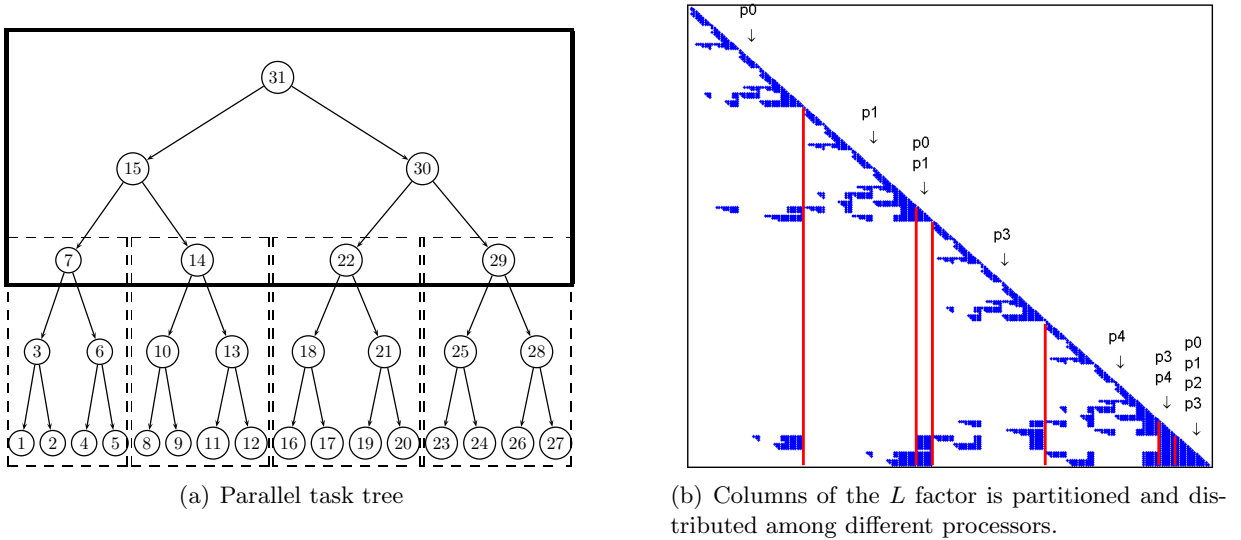 31
15 30
7 14 22 29
3 6 10 13 18 21 25 28
1 2 4 5 8 9 11 12 16 17 19 20 23 24 26 27
(a) Parallel task tree
p0
↓
p1
↓
p0
p1
↓
p3
↓
p4
↓
p3
p4
↓
p0
p1
p2
p3
↓
(b) Columns of the L factor is partitioned and dis-
tributed among different processors.